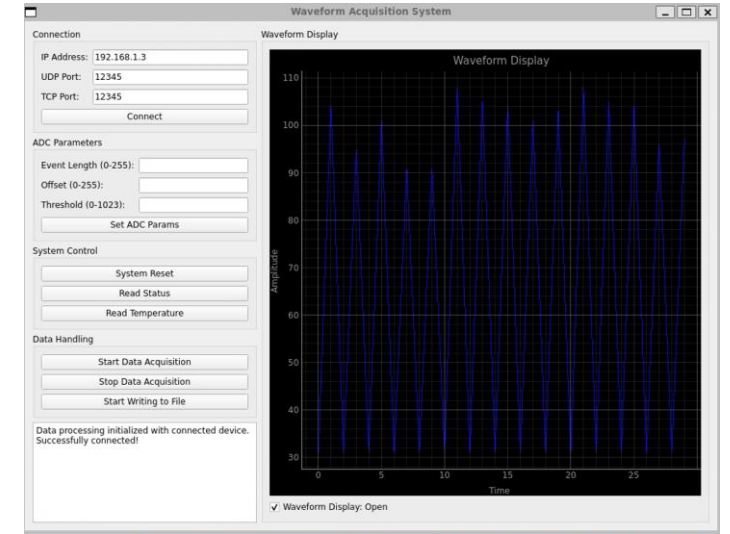 Waveform Acquisition System
Connection
IP Address: 192.168.1.3
UDP Port: 12345
TCP Port: 12345
Connect
ADC Parameters
Event Length (0-255):
Offset (0-255):
Threshold (0-1023):
Set ADC Params
System Control
System Reset
Read Status
Read Temperature
Data Handling
Start Data Acquisition
Stop Data Acquisition
Start Writing to File
Data processing initialized with connected device.
Successfully connected!
Waveform Display
Waveform Display
110
100
90
80
70
60
50
40
30
Amplitude
0 5 10 15 20 25
Time
Waveform Display: Open